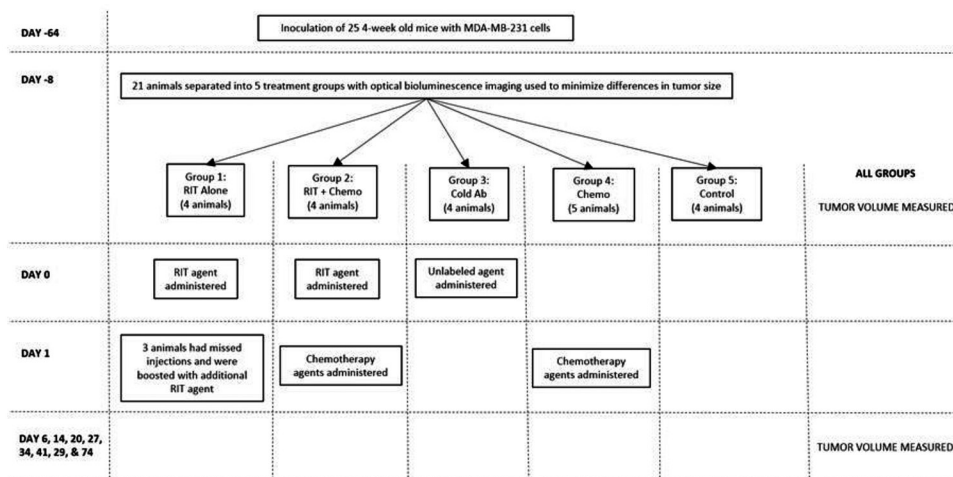 DAY -64
Inoculation of 25 4-week old mice with MDA-MB-231 cells
DAY -8
21 animals separated into 5 treatment groups with optical bioluminescence imaging used to minimize differences in tumor size
Group 1:
RIT Alone
(4 animals)
Group 2:
RIT + Chemo
(4 animals)
Group 3:
Cold Ab
(4 animals)
Group 4:
Chemo
(5 animals)
Group 5:
Control
(4 animals)
ALL GROUPS
TUMOR VOLUME MEASURED
DAY 0
RIT agent
administered
RIT agent
administered
Unlabeled agent
administered
DAY 1
3 animals had missed
injections and were
boosted with additional
RIT agent
Chemotherapy
agents administered
Chemotherapy
agents administered
DAY 6, 14, 20, 27,
34, 41, 29, & 74
TUMOR VOLUME MEASURED